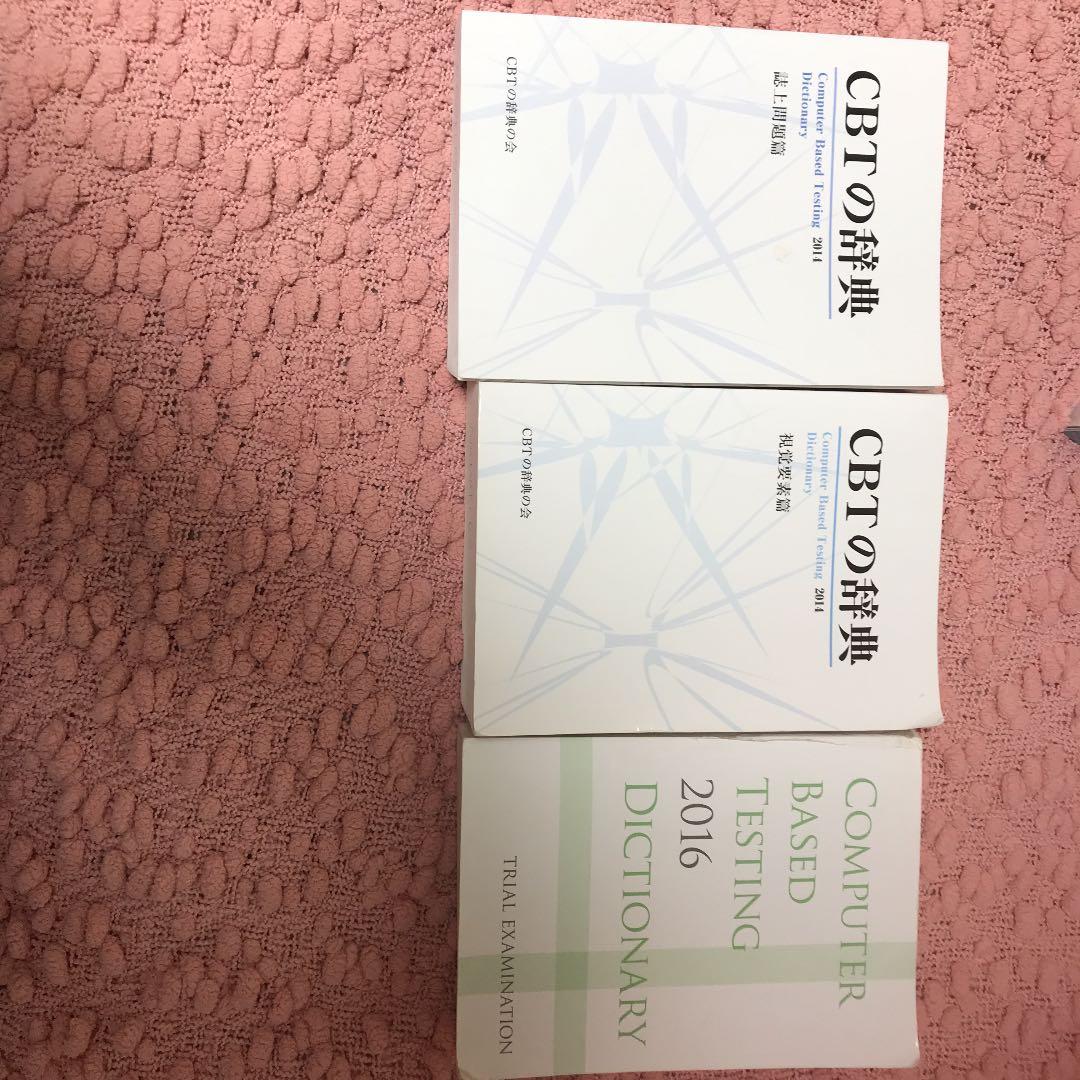 CBTの辞典
Computer Based Testing 2014
Dictionary
誌上問題篇
CBTの辞典の会
CBTの辞典
Computer Based Testing 2014
Dictionary
視覚要素篇
CBTの辞典の会
COMPUTER
BASED
TESTING
2016
DICTIONARY
TRIAL EXAMINATION